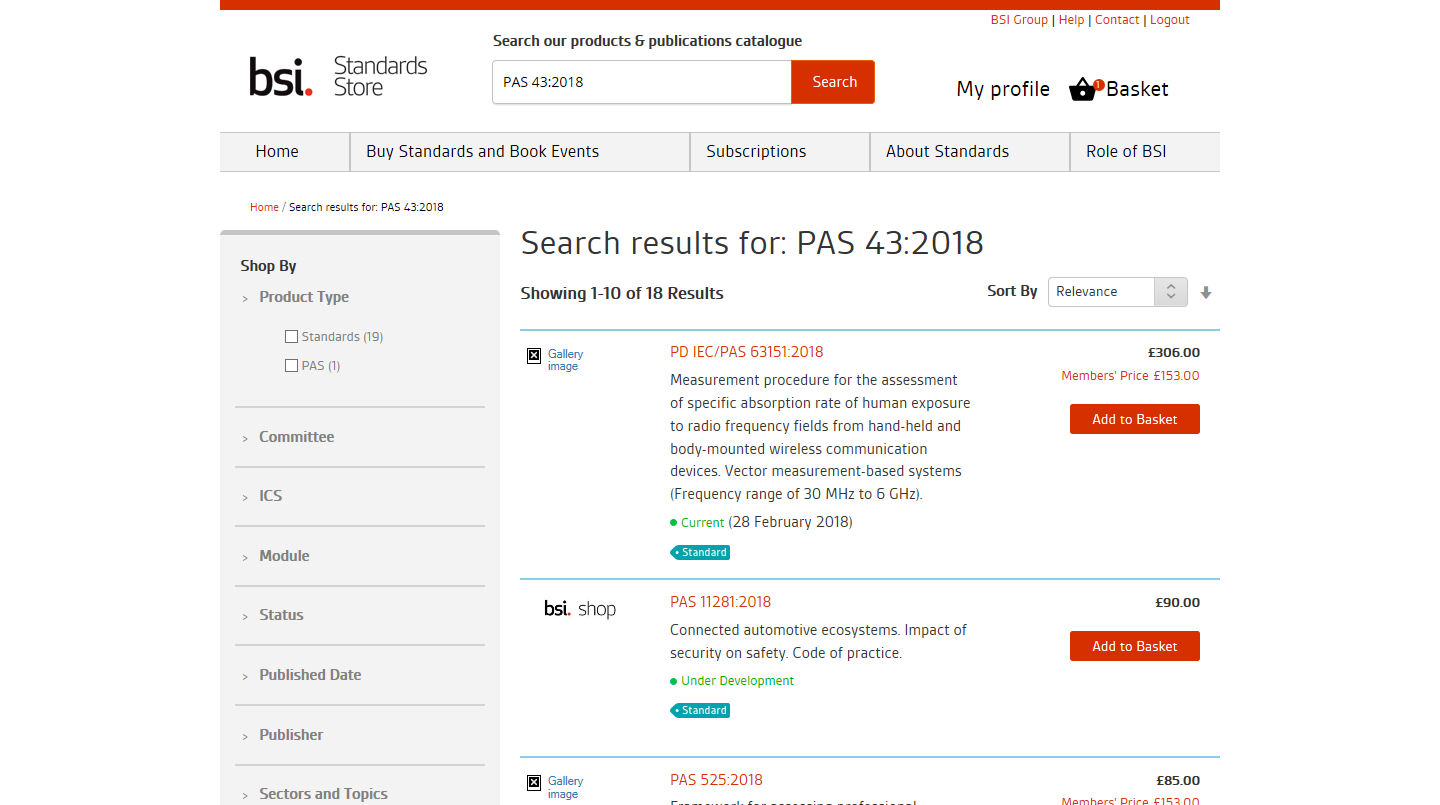 BSI Group | Help | Contact | Logout
Search our products & publications catalogue
bsi. Standards
Store
PAS 43:2018
Search
My profile
1
Basket
Home
Buy Standards and Book Events
Subscriptions
About Standards
Role of BSI
Home / Search results for: PAS 43:2018
Shop By
> Product Type
Standards (19)
PAS (1)
> Committee
> ICS
> Module
> Status
> Published Date
> Publisher
> Sectors and Topics
Search results for: PAS 43:2018
Showing 1-10 of 18 Results
Sort By
Relevance
Gallery
image
PD IEC/PAS 63151:2018
Measurement procedure for the assessment
of specific absorption rate of human exposure
to radio frequency fields from hand-held and
body-mounted wireless communication
devices. Vector measurement-based systems
(Frequency range of 30 MHz to 6 GHz).
Current (28 February 2018)
Standard
£306.00
Members' Price £153.00
Add to Basket
bsi. shop
PAS 11281:2018
Connected automotive ecosystems. Impact of
security on safety. Code of practice.
Under Development
Standard
£90.00
Add to Basket
Gallery
image
PAS 525:2018
Framework for assessing professional
£85.00
Members' Price £153.00